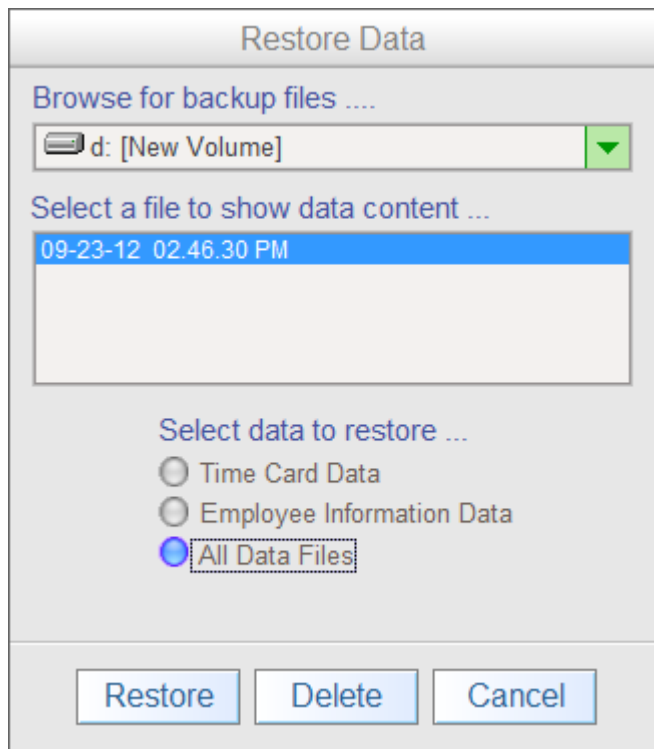 Restore Data
Browse for backup files ....
d: [New Volume]
Select a file to show data content ...
09-23-12  02.46.30 PM
Select data to restore ...
Time Card Data
Employee Information Data
All Data Files
Restore
Delete
Cancel